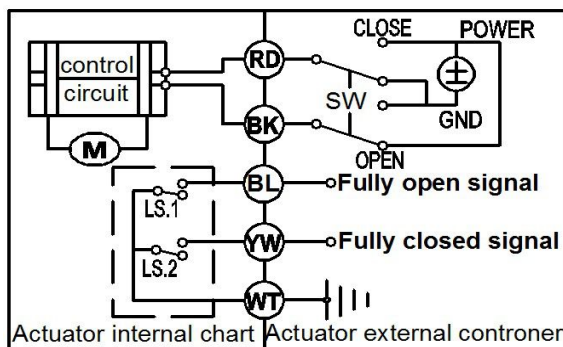 control
circuit
M
RD
BK
SW
CLOSE
POWER
GND
OPEN
LS.1
BL
Fully open signal
LS.2
YW
Fully closed signal
WT
Actuator internal chart
Actuator external controner